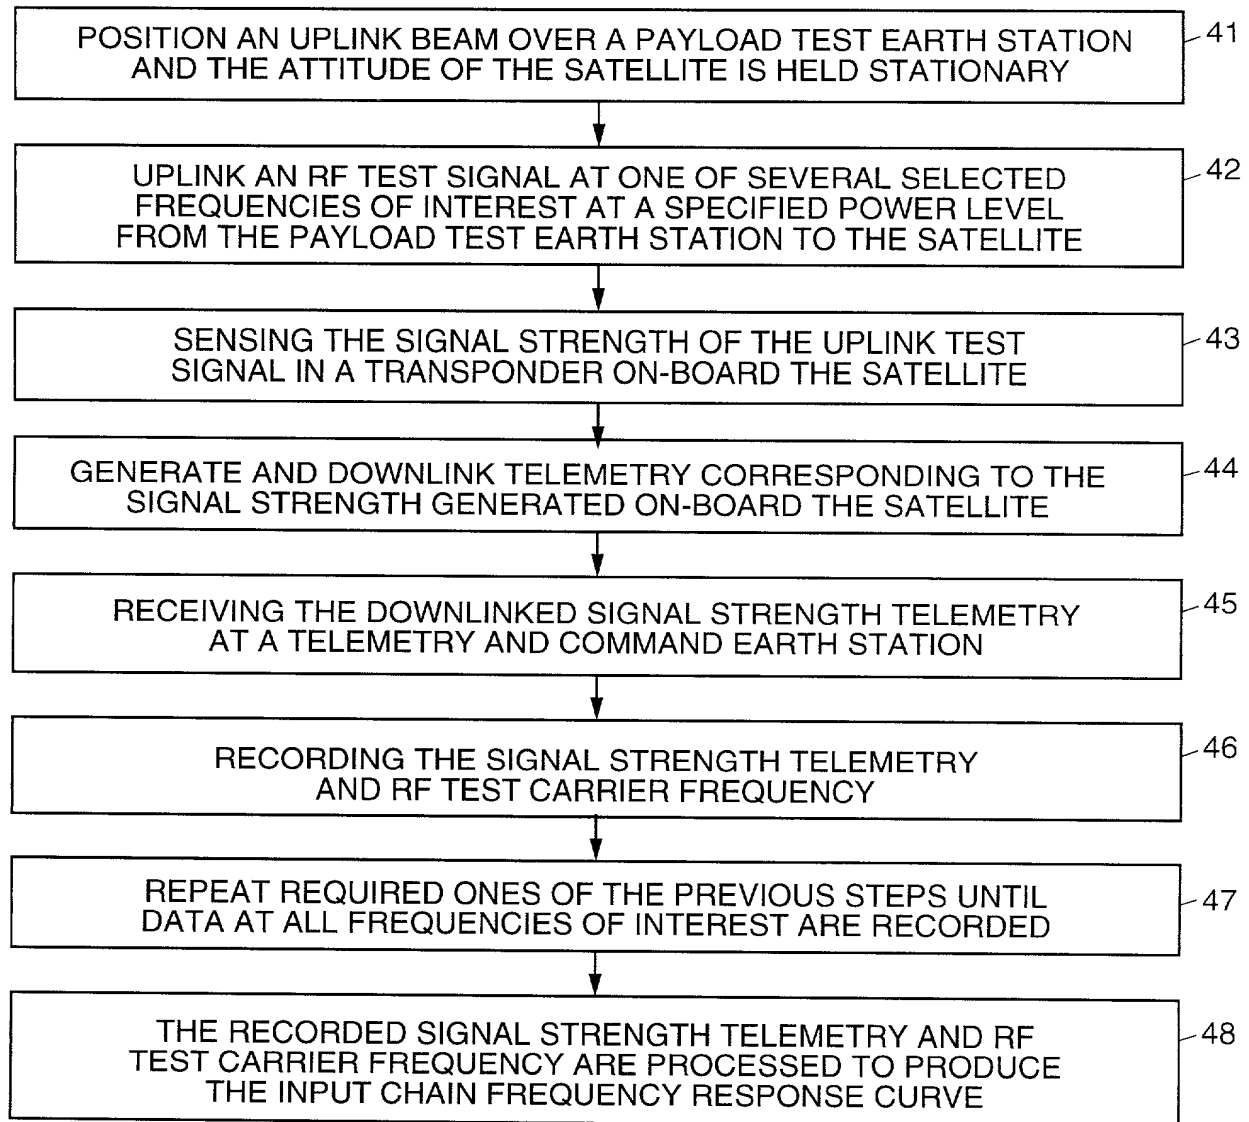 POSITION AN UPLINK BEAM OVER A PAYLOAD TEST EARTH STATION
AND THE ATTITUDE OF THE SATELLITE IS HELD STATIONARY
41
UPLINK AN RF TEST SIGNAL AT ONE OF SEVERAL SELECTED
FREQUENCIES OF INTEREST AT A SPECIFIED POWER LEVEL
FROM THE PAYLOAD TEST EARTH STATION TO THE SATELLITE
42
SENSING THE SIGNAL STRENGTH OF THE UPLINK TEST
SIGNAL IN A TRANSPONDER ON-BOARD THE SATELLITE
43
GENERATE AND DOWNLINK TELEMETRY CORRESPONDING TO THE
SIGNAL STRENGTH GENERATED ON-BOARD THE SATELLITE
44
RECEIVING THE DOWNLINKED SIGNAL STRENGTH TELEMETRY
AT A TELEMETRY AND COMMAND EARTH STATION
45
RECORDING THE SIGNAL STRENGTH TELEMETRY
AND RF TEST CARRIER FREQUENCY
46
REPEAT REQUIRED ONES OF THE PREVIOUS STEPS UNTIL
DATA AT ALL FREQUENCIES OF INTEREST ARE RECORDED
47
THE RECORDED SIGNAL STRENGTH TELEMETRY AND RF
TEST CARRIER FREQUENCY ARE PROCESSED TO PRODUCE
THE INPUT CHAIN FREQUENCY RESPONSE CURVE
48